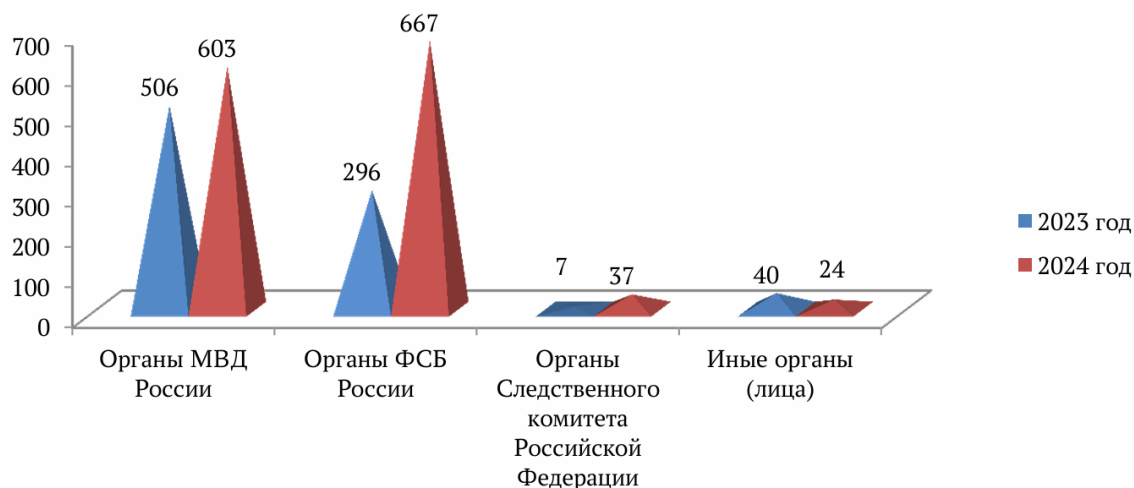 700
600
500
400
300
200
100
0
506
603
296
667
7
37
40
24
Органы МВД
России
Органы ФСБ
России
Органы
Следственного
комитета
Российской
Федерации
Иные органы
(лица)
2023 год
2024 год